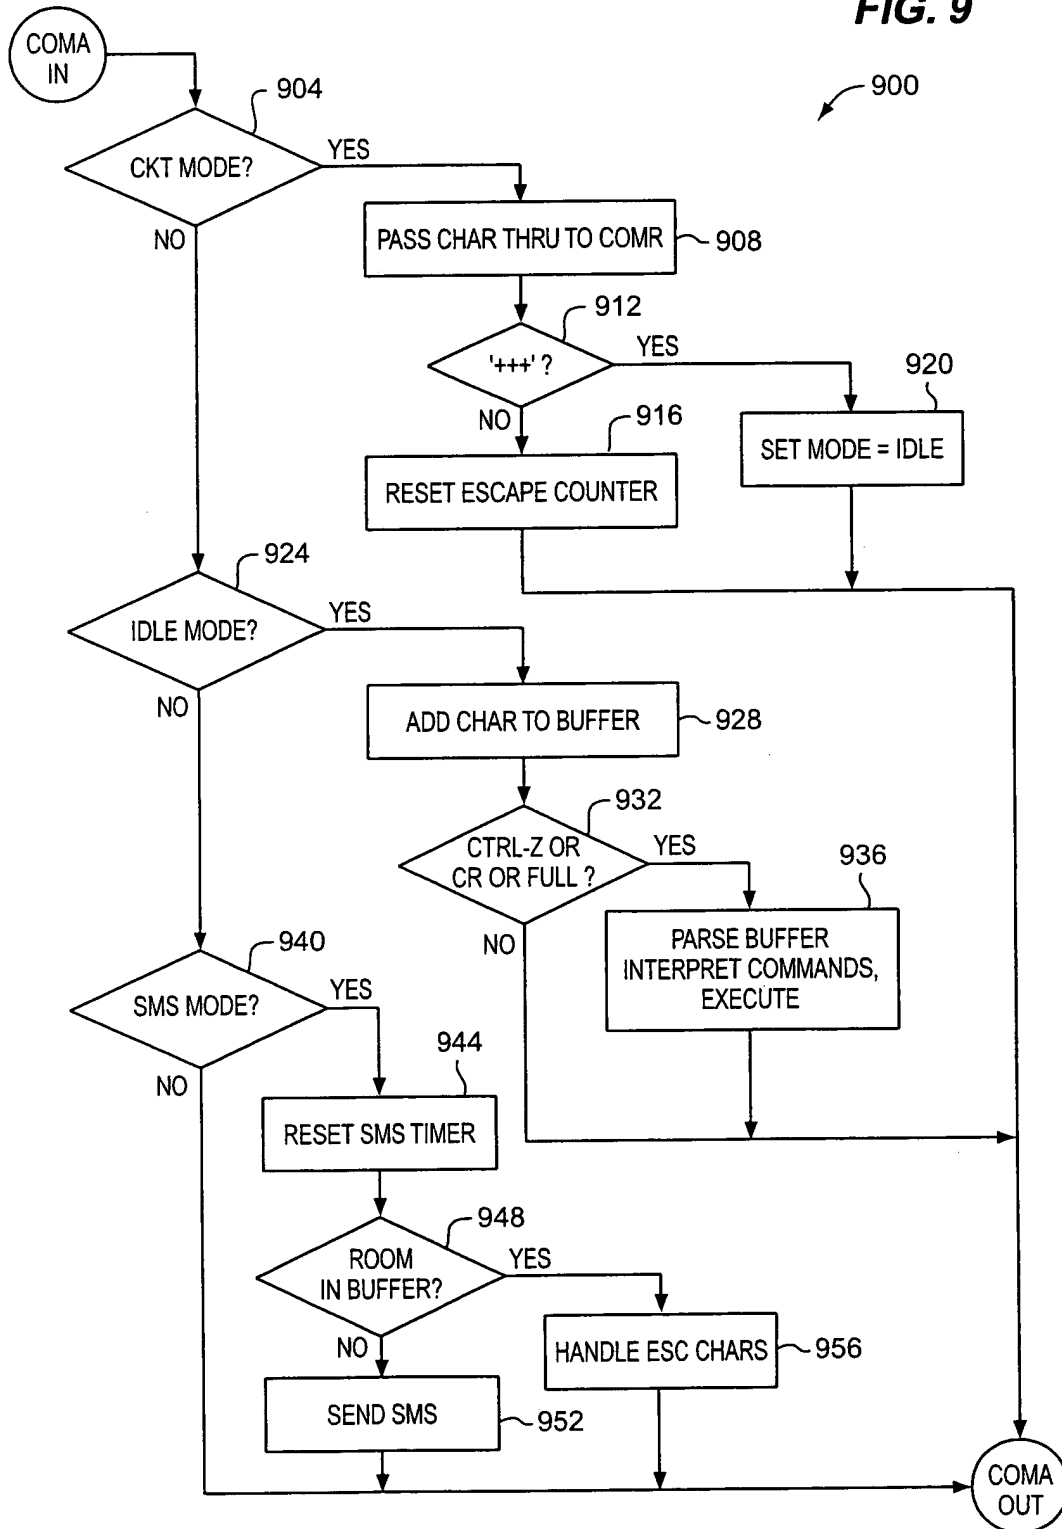 FIG. 9
COMA
IN
904
900
CKT MODE?
YES
NO
PASS CHAR THRU TO COMR
908
912
'+++' ?
YES
NO
916
920
SET MODE = IDLE
RESET ESCAPE COUNTER
924
IDLE MODE?
YES
NO
ADD CHAR TO BUFFER
928
932
CTRL-Z OR
CR OR FULL ?
YES
NO
936
PARSE BUFFER
INTERPRET COMMANDS,
EXECUTE
940
SMS MODE?
YES
NO
944
RESET SMS TIMER
948
ROOM
IN BUFFER?
YES
NO
HANDLE ESC CHARS
956
SEND SMS
952
COMA
OUT